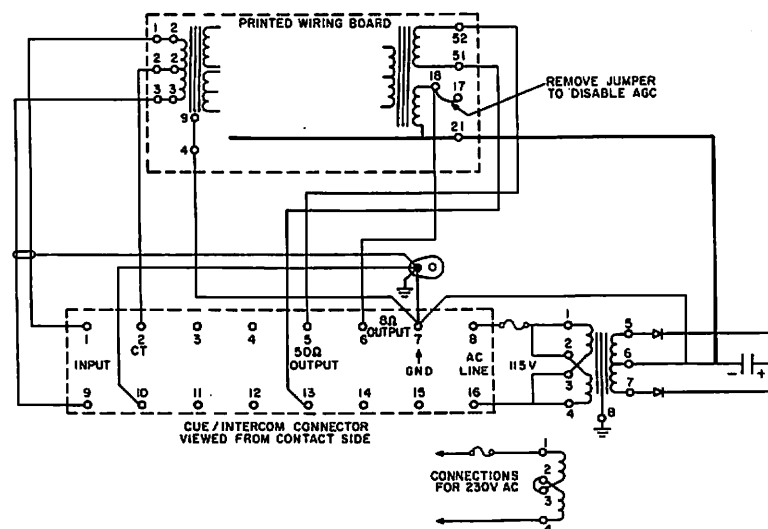 PRINTED WIRING BOARD
1 2
2 2
3 3
9
4
52
51
18
17
21
REMOVE JUMPER
TO DISABLE AGC
1
2
CT
3
4
5
50Ω
OUTPUT
6
8Ω
OUTPUT
7
GND
8
AC
LINE
INPUT
9
10
11
12
13
14
15
16
115V
1
2
3
4
5
6
7
8
- +
CUE/INTERCOM CONNECTOR
VIEWED FROM CONTACT SIDE
CONNECTIONS
FOR 230V AC
1
2
3
4